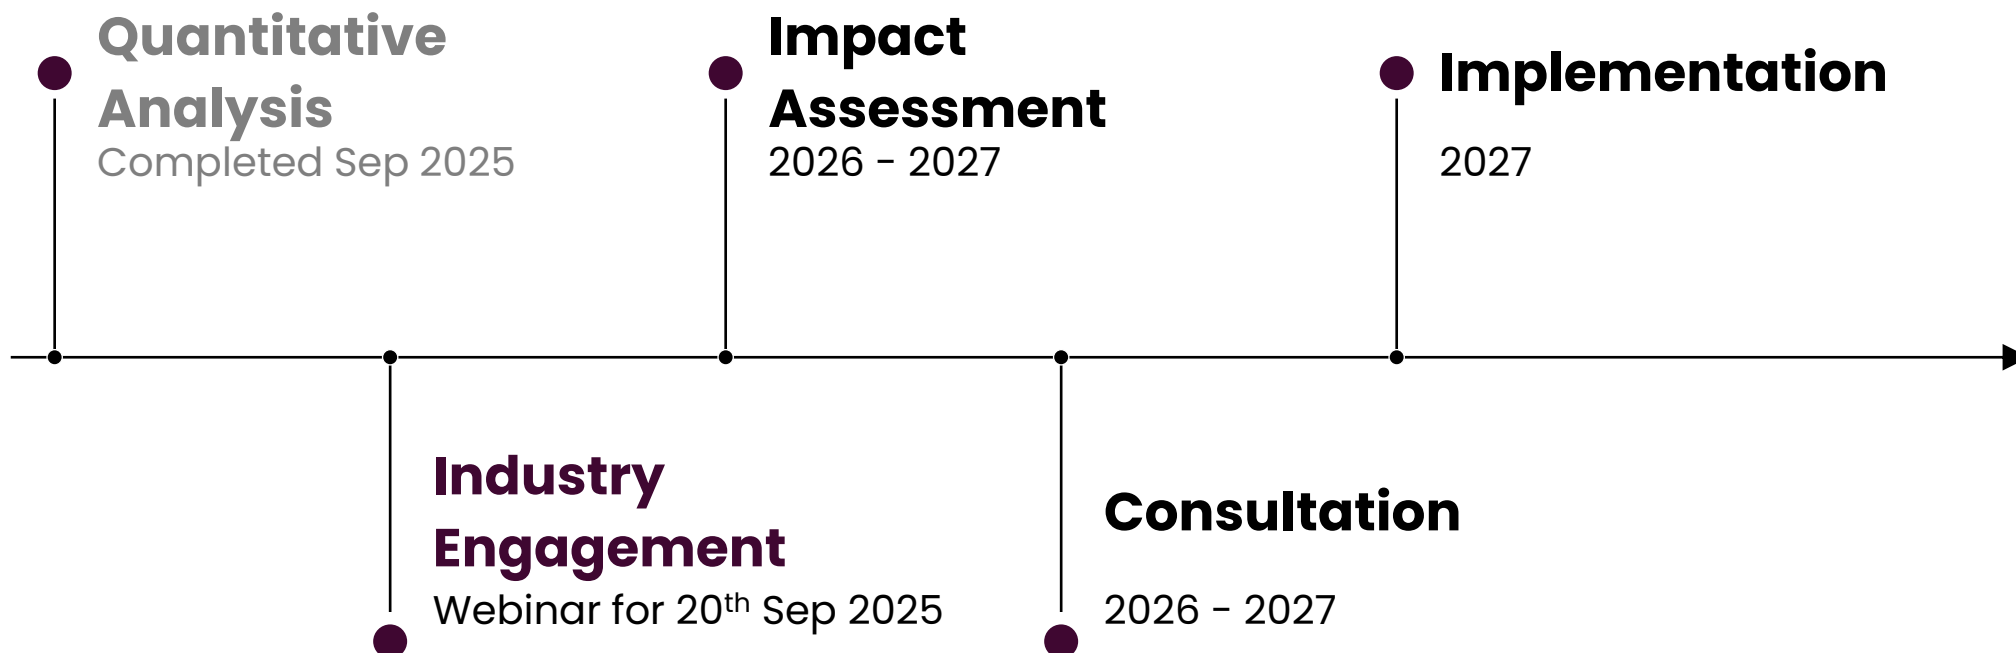 Quantitative
Analysis
Completed Sep 2025
Impact
Assessment
2026 - 2027
Implementation
2027
Industry
Engagement
Webinar for 20th Sep 2025
Consultation
2026 - 2027